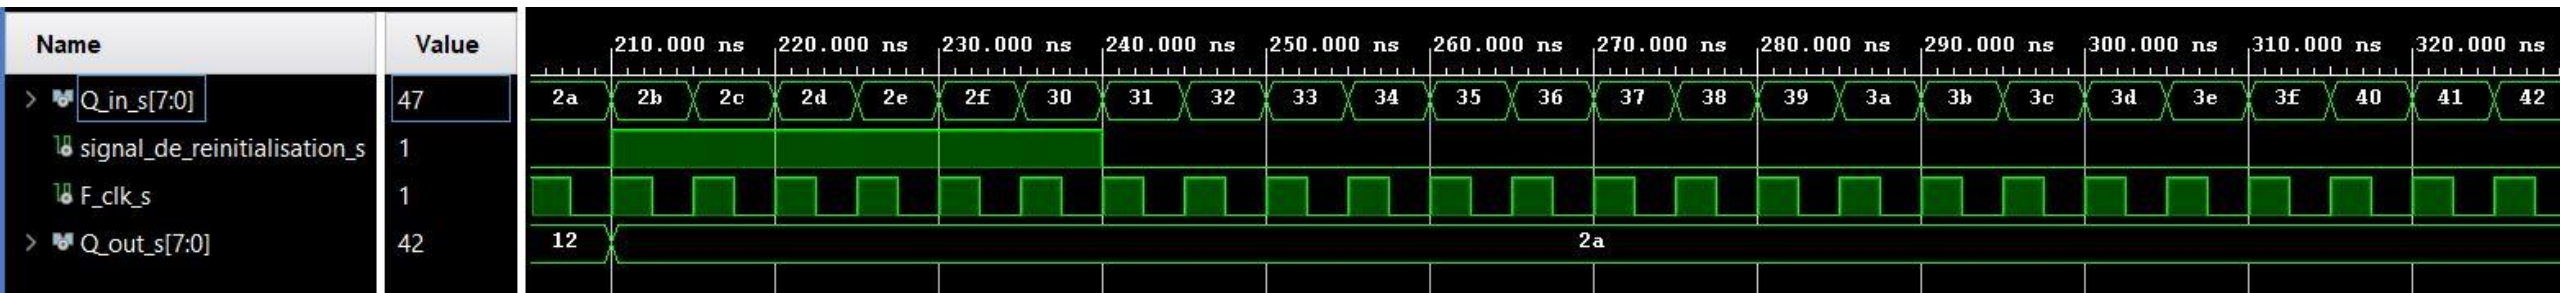 Name Value 210.000 ns 220.000 ns 230.000 ns 240.000 ns 250.000 ns 260.000 ns 270.000 ns 280.000 ns 290.000 ns 300.000 ns 310.000 ns 320.000 ns
Q_in_s[7:0] 47 2a 2b 2c 2d 2e 2f 30 31 32 33 34 35 36 37 38 39 3a 3b 3c 3d 3e 3f 40 41 42
signal_de_reinitialisation_s 1
F_clk_s 1
Q_out_s[7:0] 42 12 2a